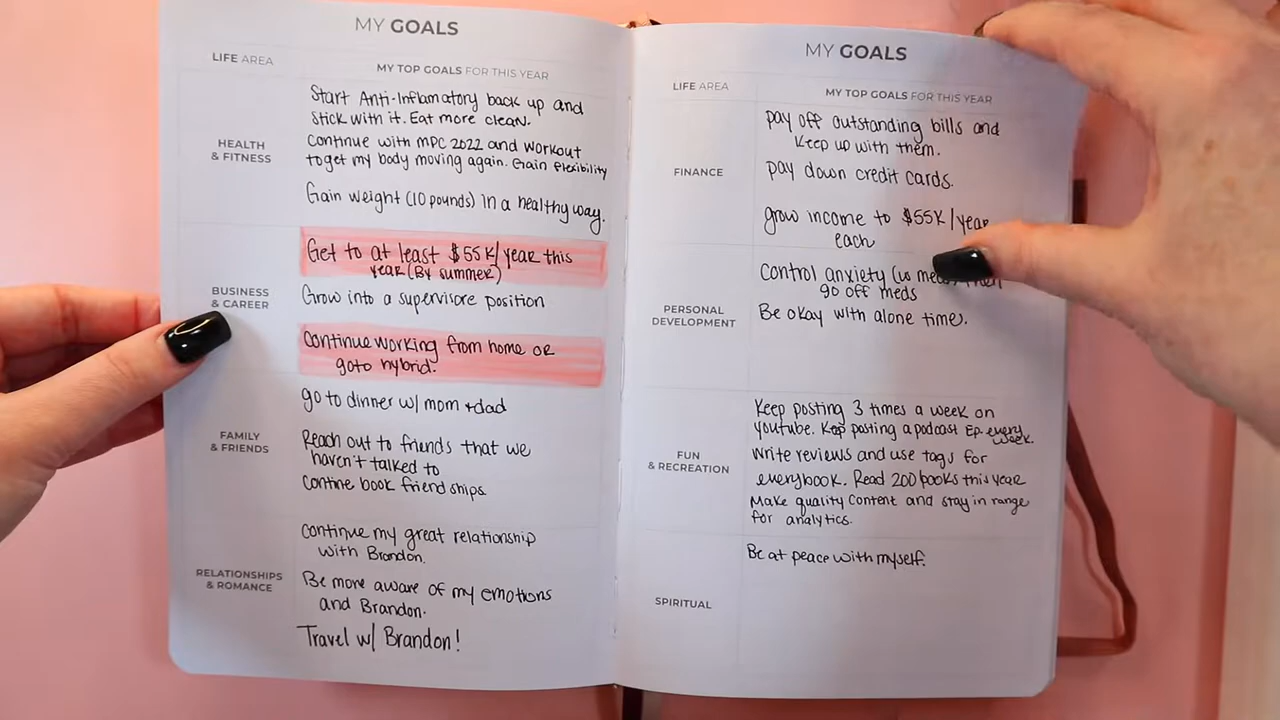 MY GOALS
LIFE AREA
MY TOP GOALS FOR THIS YEAR
HEALTH
& FITNESS
Start Anti-Inflamatory back up and
stick with it. Eat more clean.
Continue with MPC 2022 and workout
to get my body moving again. Gain flexibility
Gain weight (10 pounds) in a healthy way.
BUSINESS
& CAREER
Get to at least $55K/year this
year (By summer)
Grow into a supervisore position
Continue working from home or
goto hybrid.
FAMILY
& FRIENDS
go to dinner w/ mom + dad
Reach out to friends that we
haven't talked to
contine book friendships
RELATIONSHIPS
& ROMANCE
Continue my great relationship
with Brandon.
Be more aware of my emotions
and Brandon.
Travel w/ Brandon!
MY GOALS
LIFE AREA
MY TOP GOALS FOR THIS YEAR
FINANCE
pay off outstanding bills and
Keep up with them.
pay down credit cards.
grow income to $55K/year
each
PERSONAL
DEVELOPMENT
Control anxiety
go off meds
Be okay with alone time.
FUN
& RECREATION
Keep posting 3 times a week on
youtube. Keep posting a podcast Ep. every
week.
Write reviews and use tags for
everybook. Read 200 books this year
Make quality content and stay in range
for analytics.
SPIRITUAL
Be at peace with myself.